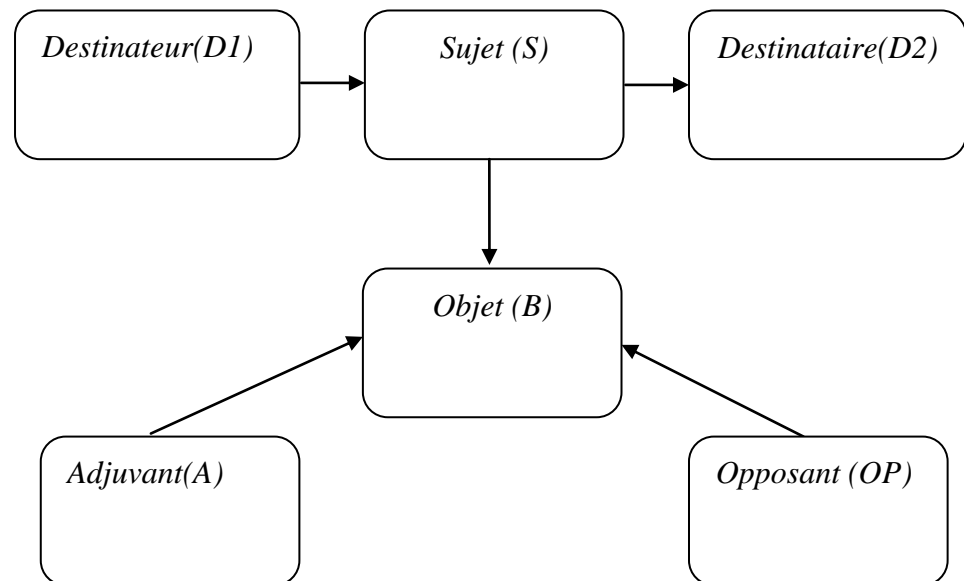 Destinateur(D1)
Sujet (S)
Destinataire(D2)
Objet (B)
Adjuvant(A)
Opposant (OP)